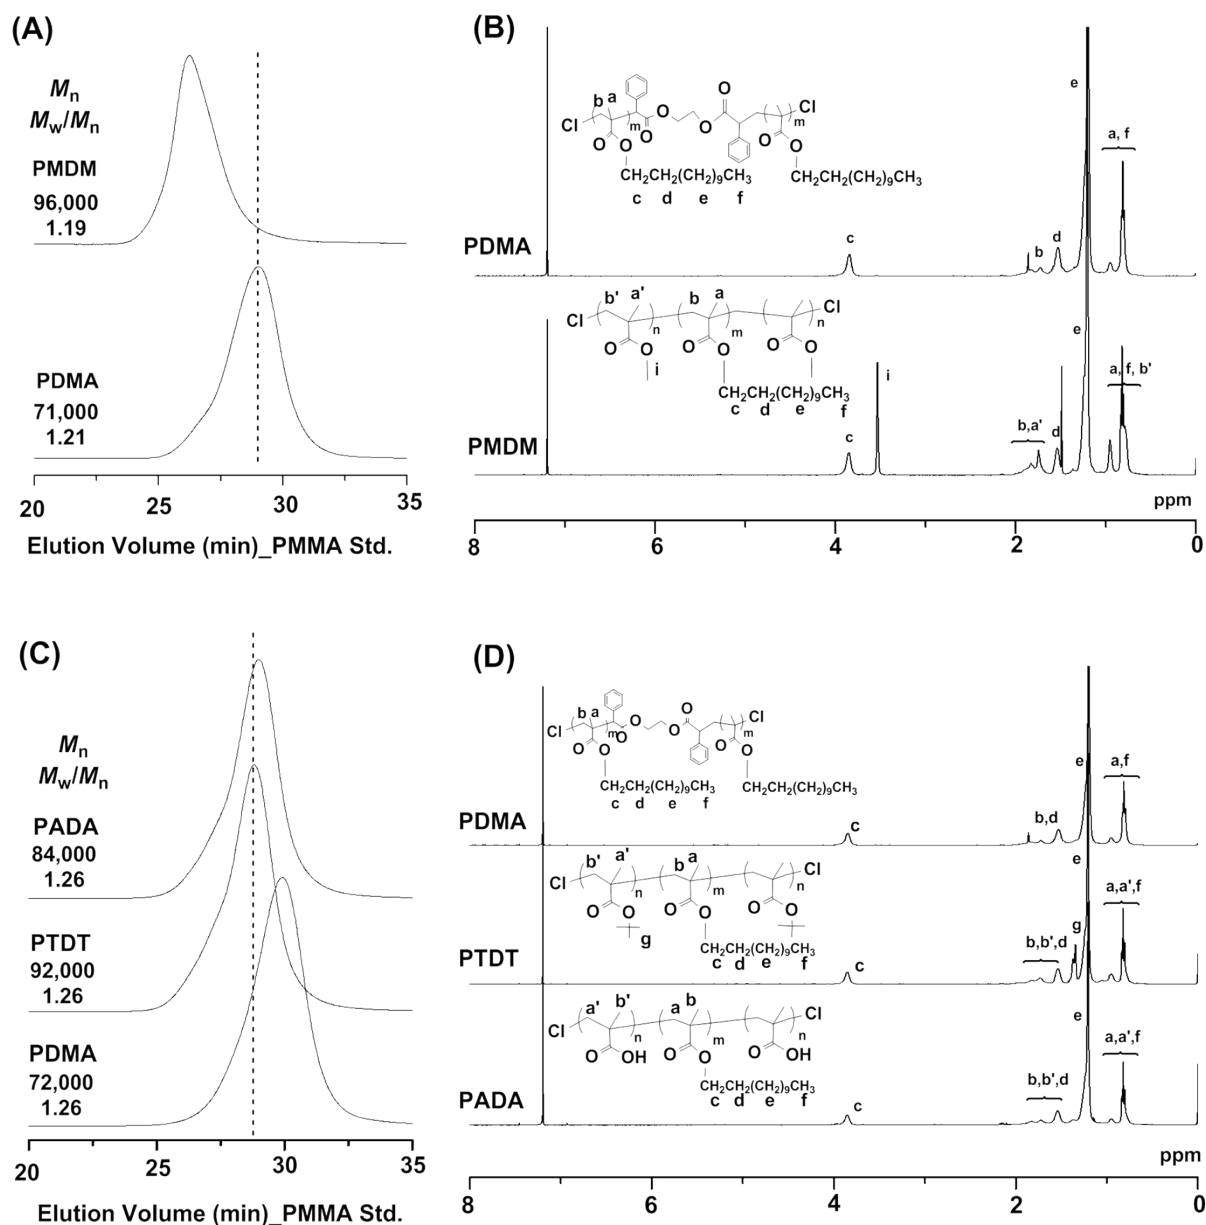 (A)
Mn
Mw/Mn
PMDM
96,000
1.19
PDMA
71,000
1.21
20 25 30 35
Elution Volume (min)_PMMA Std.
(B)
b a
Cl
m
O
O
O
O
O
O
Cl
m
O
O
CH2CH2(CH2)9CH3
CH2CH2(CH2)9CH3
c d e f
PDMA
c
b
d
e
a, f
b' a' b a
Cl
n
m
n
Cl
O O
O O
O O
i
CH2CH2(CH2)9CH3
c d e f
PMDM
c
i
b,a'
d
e
a, f, b'
ppm
8 6 4 2 0
(C)
Mn
Mw/Mn
PADA
84,000
1.26
PTDT
92,000
1.26
PDMA
72,000
1.26
20 25 30 35
Elution Volume (min)_PMMA Std.
(D)
b a
Cl
m
O
O
O
O
O
O
Cl
m
O
O
CH2CH2(CH2)9CH3
CH2CH2(CH2)9CH3
c d e f
PDMA
c
b,d
e
a,f
b' a' b a
Cl
n
m
n
Cl
O O
O O
O O
g
CH2CH2(CH2)9CH3
c d e f
PTDT
c
b,b',d
g
e
a,a',f
a' b' a b
Cl
n
m
n
Cl
O OH
O O
O OH
CH2CH2(CH2)9CH3
c d e f
PADA
c
b,b',d
e
a,a',f
ppm
8 6 4 2 0